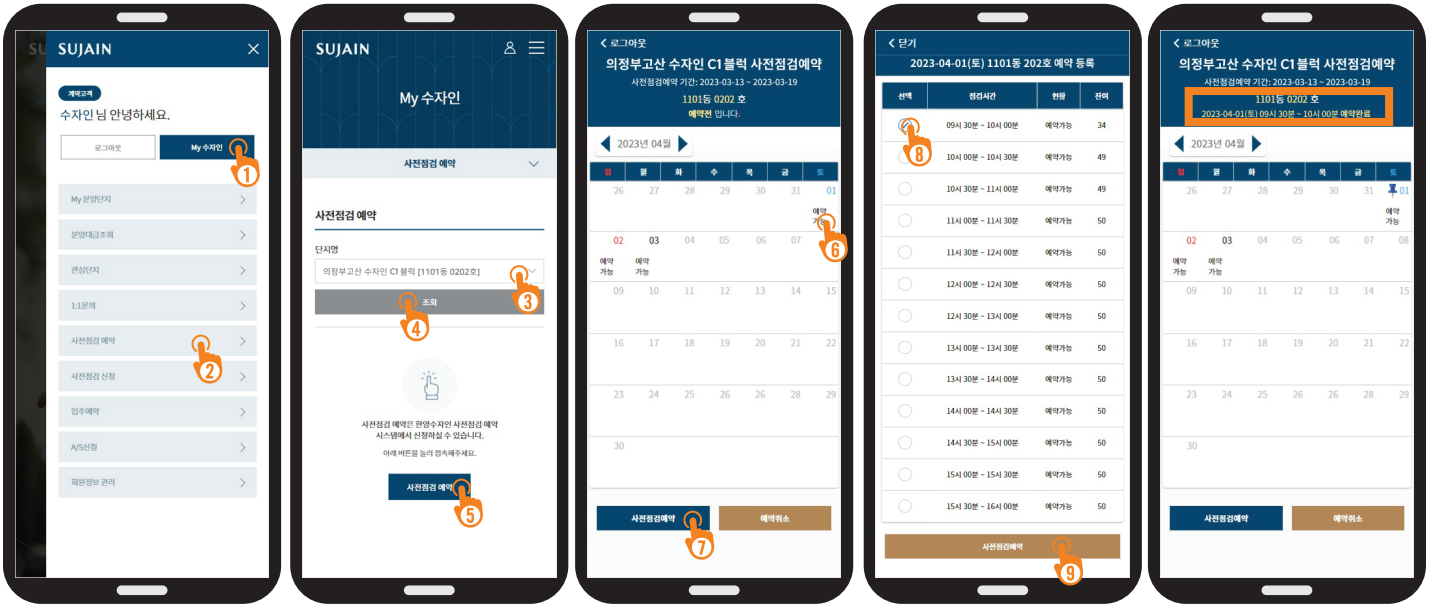 SU
SUJAIN
계약고객
수자인 님 안녕하세요.
로그아웃
My 수자인
1
My 분양단지
분양대금조회
관심단지
1:1문의
사전점검 예약
2
사전점검 신청
입주예약
A/S신청
회원정보 관리
SUJAIN
My 수자인
사전점검 예약
사전점검 예약
단지명
의정부고산 수자인 C1블럭 [1101동 0202호]
3
조회
4
사전점검 예약은 한양수자인 사전점검 예약
시스템에서 신청하실 수 있습니다.
아래 버튼을 눌러 접속해주세요.
사전점검 예약
5
로그아웃
의정부고산 수자인 C1블럭 사전점검예약
사전점검예약 기간: 2023-03-13 ~ 2023-03-19
1101동 0202 호
예약전 입니다.
2023년 04월
일 월 화 수 목 금 토
26 27 28 29 30 31 01
예약
가능
6
02 03 04 05 06 07
예약 예약
가능 가능
09 10 11 12 13 14 15
16 17 18 19 20 21 22
23 24 25 26 26 28 29
30
사전점검예약 예약취소
7
닫기
2023-04-01(토) 1101동 202호 예약 등록
선택 점검시간 현황 잔여
09시 30분 ~ 10시 00분 예약가능 34
8
10시 00분 ~ 10시 30분 예약가능 49
10시 30분 ~ 11시 00분 예약가능 49
11시 00분 ~ 11시 30분 예약가능 50
11시 30분 ~ 12시 00분 예약가능 50
12시 00분 ~ 12시 30분 예약가능 50
12시 30분 ~ 13시 00분 예약가능 50
13시 00분 ~ 13시 30분 예약가능 50
13시 30분 ~ 14시 00분 예약가능 50
14시 00분 ~ 14시 30분 예약가능 50
14시 30분 ~ 15시 00분 예약가능 50
15시 00분 ~ 15시 30분 예약가능 50
15시 30분 ~ 16시 00분 예약가능 50
사전점검예약
9
로그아웃
의정부고산 수자인 C1블럭 사전점검예약
사전점검예약 기간: 2023-03-13 ~ 2023-03-19
1101동 0202 호
2023-04-01(토) 09시 30분 ~ 10시 00분 예약완료
2023년 04월
일 월 화 수 목 금 토
26 27 28 29 30 31 01
예약
가능
02 03 04 05 06 07 08
예약 예약
가능 가능
09 10 11 12 13 14 15
16 17 18 19 20 21 22
23 24 25 26 26 28 29
30
사전점검예약 예약취소